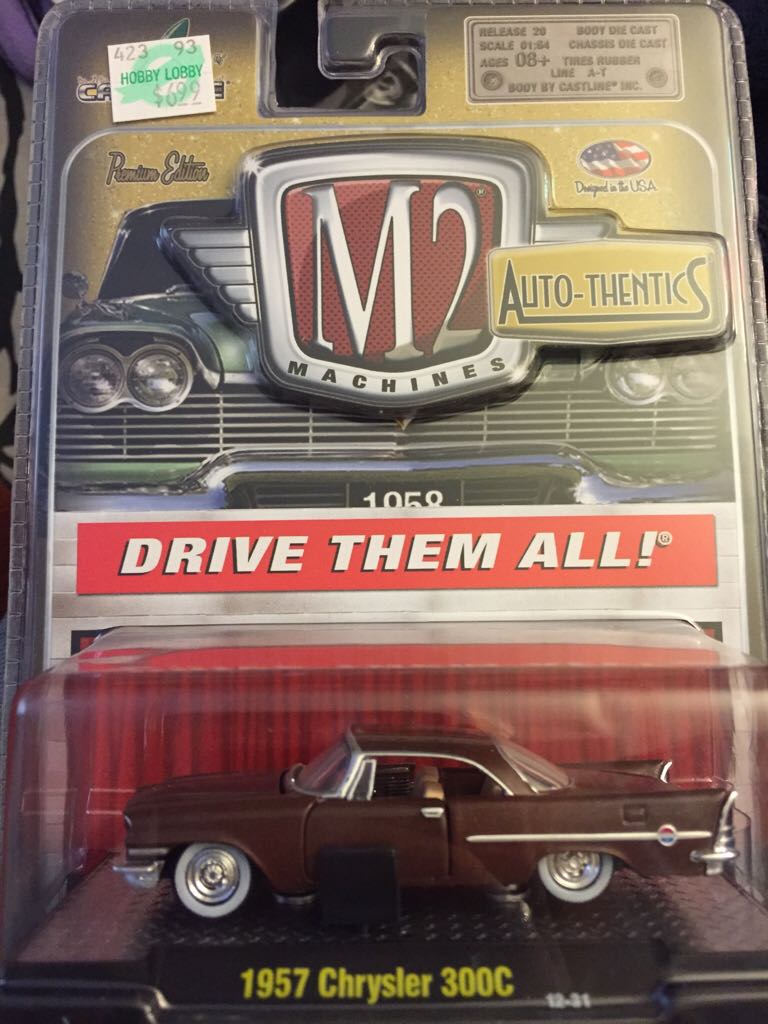 423 93
HOBBY LOBBY
$6.99
RELEASE 20 BODY DIE CAST
SCALE 01:64 CHASSIS DIE CAST
AGES 08+ TIRES RUBBER
LINE A-T
BODY BY CASTLINE® INC.
Premium Edition
Designed in the U.S.A.
M2®
MACHINES
AUTO-THENTICS
1958
DRIVE THEM ALL!®
1957 Chrysler 300C
12-31